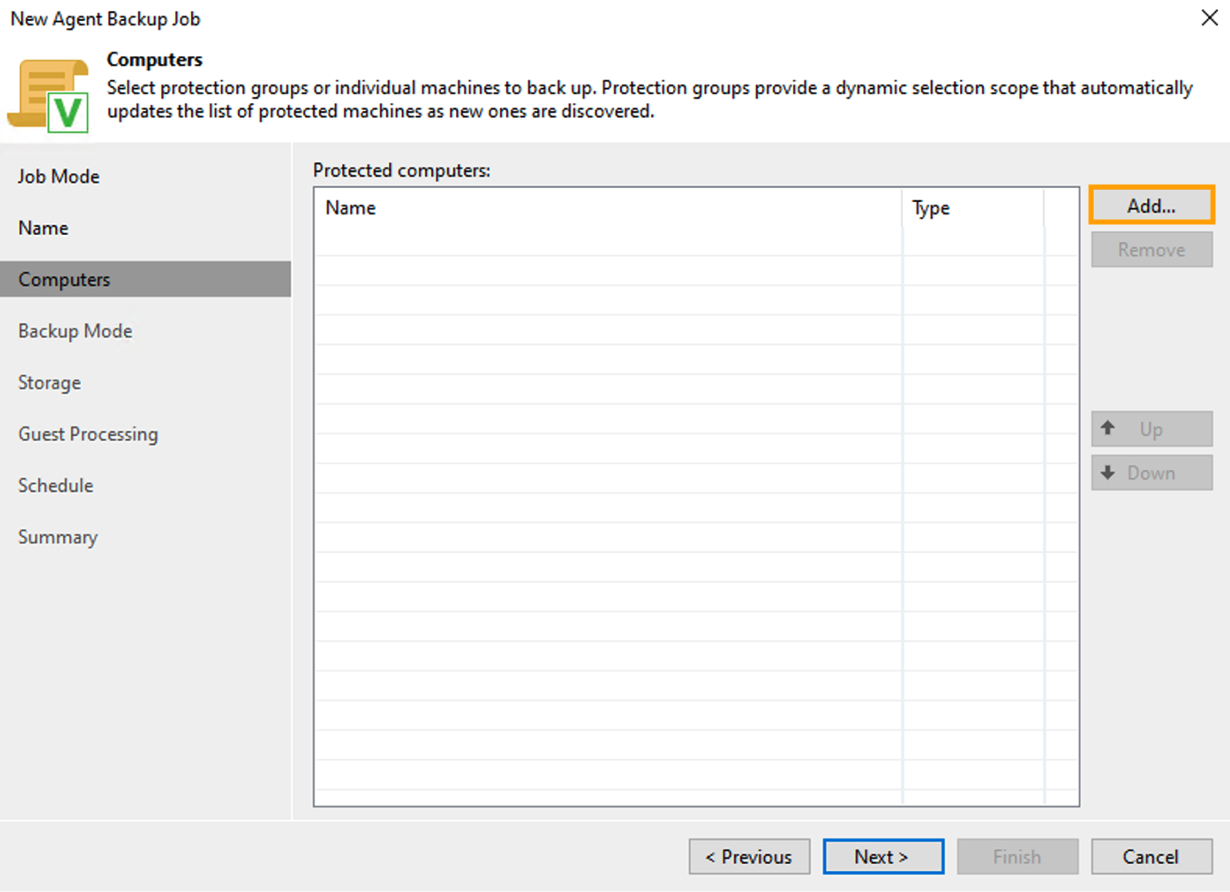 New Agent Backup Job
Computers
Select protection groups or individual machines to back up. Protection groups provide a dynamic selection scope that automatically
updates the list of protected machines as new ones are discovered.
V
Job Mode
Name
Computers
Backup Mode
Storage
Guest Processing
Schedule
Summary
Protected computers:
Name Type
Add...
Remove
Up
Down
< Previous Next > Finish Cancel